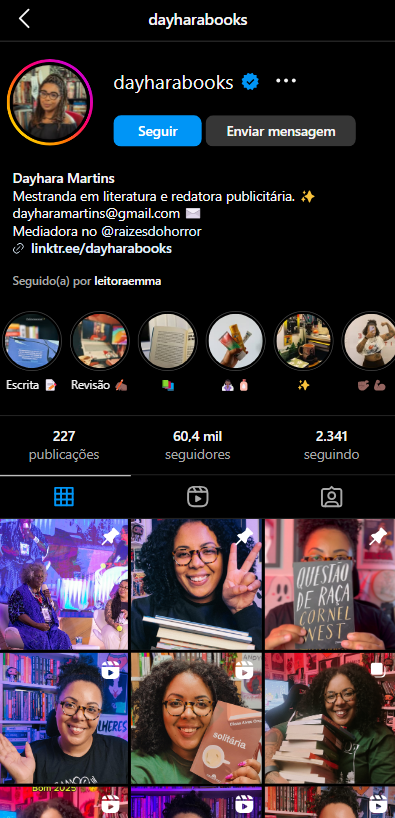 dayharabooks
dayharabooks
Seguir
Enviar mensagem
Dayhara Martins
Mestranda em literatura e redatora publicitária. ✨
dayharamartins@gmail.com ✉️
Mediadora no @raizesdohorror
linktr.ee/dayharabooks
Seguido(a) por leitoraemma
Escrita 📝 Revisão ✍🏾
227 60,4 mil 2.341
publicações seguidores seguindo
QUESTÃO
DE RAÇA
CORNEL
WEST
solitária
Bom 2025